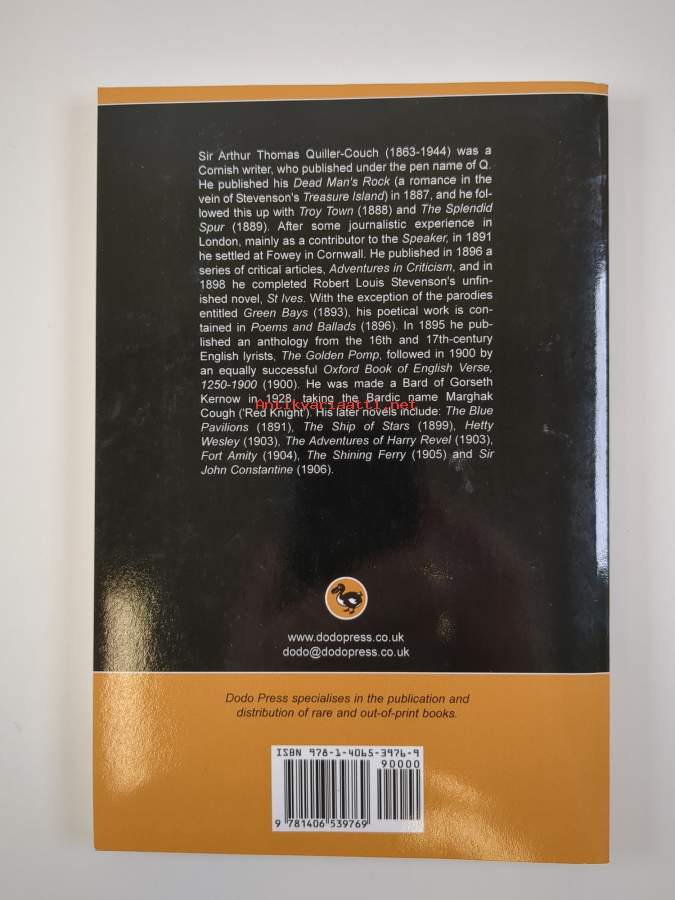 Sir Arthur Thomas Quiller-Couch (1863-1944) was a
Cornish writer, who published under the pen name of Q.
He published his Dead Man's Rock (a romance in the
vein of Stevenson's Treasure Island) in 1887, and he fol-
lowed this up with Troy Town (1888) and The Splendid
Spur (1889). After some journalistic experience in
London, mainly as a contributor to the Speaker, in 1891
he settled at Fowey in Cornwall. He published in 1896 a
series of critical articles, Adventures in Criticism, and in
1898 he completed Robert Louis Stevenson's unfin-
ished novel, St Ives. With the exception of the parodies
entitled Green Bays (1893), his poetical work is con-
tained in Poems and Ballads (1896). In 1895 he pub-
lished an anthology from the 16th and 17th-century
English lyrists, The Golden Pomp, followed in 1900 by
an equally successful Oxford Book of English Verse,
1250-1900 (1900). He was made a Bard of Gorseth
Kernow in 1928, taking the Bardic name Marghak
Antikvariaatti.net
Cough ('Red Knight'). His later novels include: The Blue
Pavilions (1891), The Ship of Stars (1899), Hetty
Wesley (1903), The Adventures of Harry Revel (1903),
Fort Amity (1904), The Shining Ferry (1905) and Sir
John Constantine (1906).
www.dodopress.co.uk
dodo@dodopress.co.uk
Dodo Press specialises in the publication and
distribution of rare and out-of-print books.
ISBN 978-1-4065-3976-9
90000
9 781406 539769